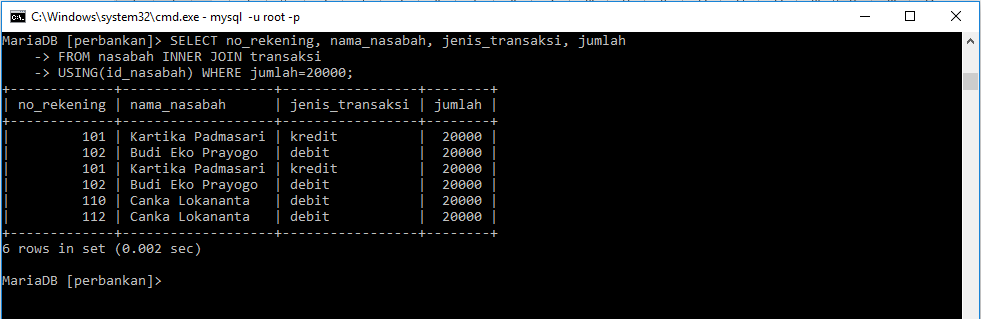 C:\Windows\system32\cmd.exe - mysql -u root -p
MariaDB [perbankan]> SELECT no_rekening, nama_nasabah, jenis_transaksi, jumlah
    -> FROM nasabah INNER JOIN transaksi
    -> USING(id_nasabah) WHERE jumlah=20000;
+-------------+-------------------+-----------------+--------+
| no_rekening | nama_nasabah      | jenis_transaksi | jumlah |
+-------------+-------------------+-----------------+--------+
|         101 | Kartika Padmasari | kredit          |  20000 |
|         102 | Budi Eko Prayogo  | debit           |  20000 |
|         101 | Kartika Padmasari | kredit          |  20000 |
|         102 | Budi Eko Prayogo  | debit           |  20000 |
|         110 | Canka Lokananta   | debit           |  20000 |
|         112 | Canka Lokananta   | debit           |  20000 |
+-------------+-------------------+-----------------+--------+
6 rows in set (0.002 sec)
MariaDB [perbankan]>